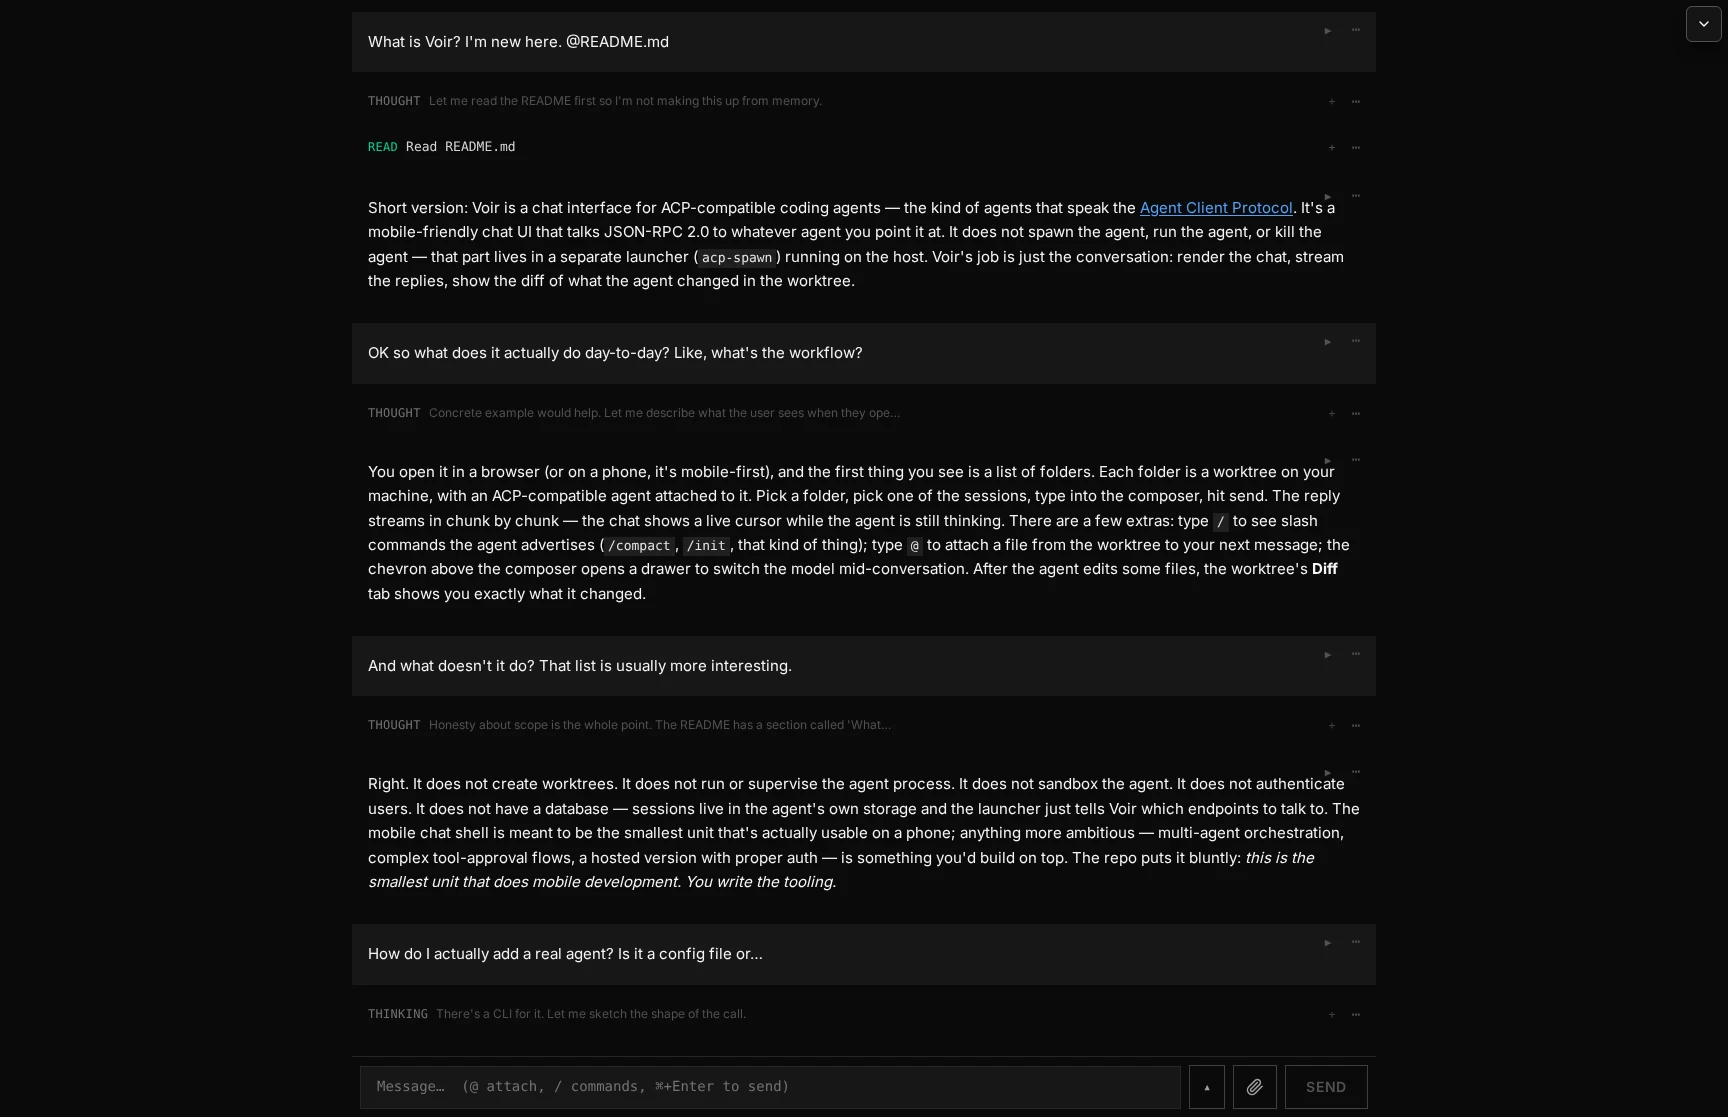 What is Voir? I'm new here. @README.md
THOUGHT Let me read the README first so I'm not making this up from memory.
READ Read README.md
Short version: Voir is a chat interface for ACP-compatible coding agents — the kind of agents that speak the Agent Client Protocol. It's a
mobile-friendly chat UI that talks JSON-RPC 2.0 to whatever agent you point it at. It does not spawn the agent, run the agent, or kill the
agent — that part lives in a separate launcher (acp-spawn) running on the host. Voir's job is just the conversation: render the chat, stream
the replies, show the diff of what the agent changed in the worktree.
OK so what does it actually do day-to-day? Like, what's the workflow?
THOUGHT Concrete example would help. Let me describe what the user sees when they ope…
You open it in a browser (or on a phone, it's mobile-first), and the first thing you see is a list of folders. Each folder is a worktree on your
machine, with an ACP-compatible agent attached to it. Pick a folder, pick one of the sessions, type into the composer, hit send. The reply
streams in chunk by chunk — the chat shows a live cursor while the agent is still thinking. There are a few extras: type / to see slash
commands the agent advertises (/compact, /init, that kind of thing); type @ to attach a file from the worktree to your next message; the
chevron above the composer opens a drawer to switch the model mid-conversation. After the agent edits some files, the worktree's Diff
tab shows you exactly what it changed.
And what doesn't it do? That list is usually more interesting.
THOUGHT Honesty about scope is the whole point. The README has a section called 'What…
Right. It does not create worktrees. It does not run or supervise the agent process. It does not sandbox the agent. It does not authenticate
users. It does not have a database — sessions live in the agent's own storage and the launcher just tells Voir which endpoints to talk to. The
mobile chat shell is meant to be the smallest unit that's actually usable on a phone; anything more ambitious — multi-agent orchestration,
complex tool-approval flows, a hosted version with proper auth — is something you'd build on top. The repo puts it bluntly: this is the
smallest unit that does mobile development. You write the tooling.
How do I actually add a real agent? Is it a config file or…
THINKING There's a CLI for it. Let me sketch the shape of the call.
Message… (@ attach, / commands, ⌘+Enter to send)
SEND